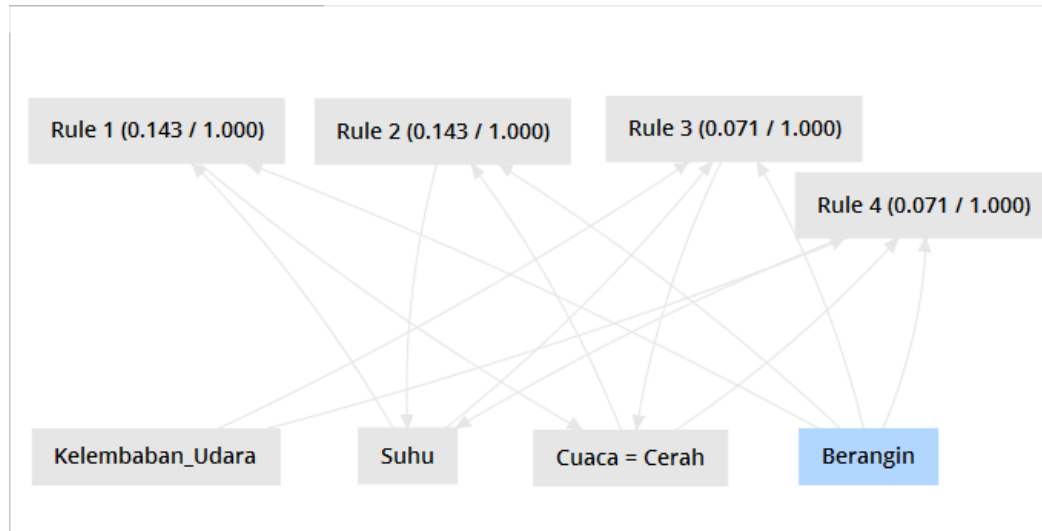 Rule 1 (0.143 / 1.000)
Rule 2 (0.143 / 1.000)
Rule 3 (0.071 / 1.000)
Rule 4 (0.071 / 1.000)
Kelembaban_Udara
Suhu
Cuaca = Cerah
Berangin